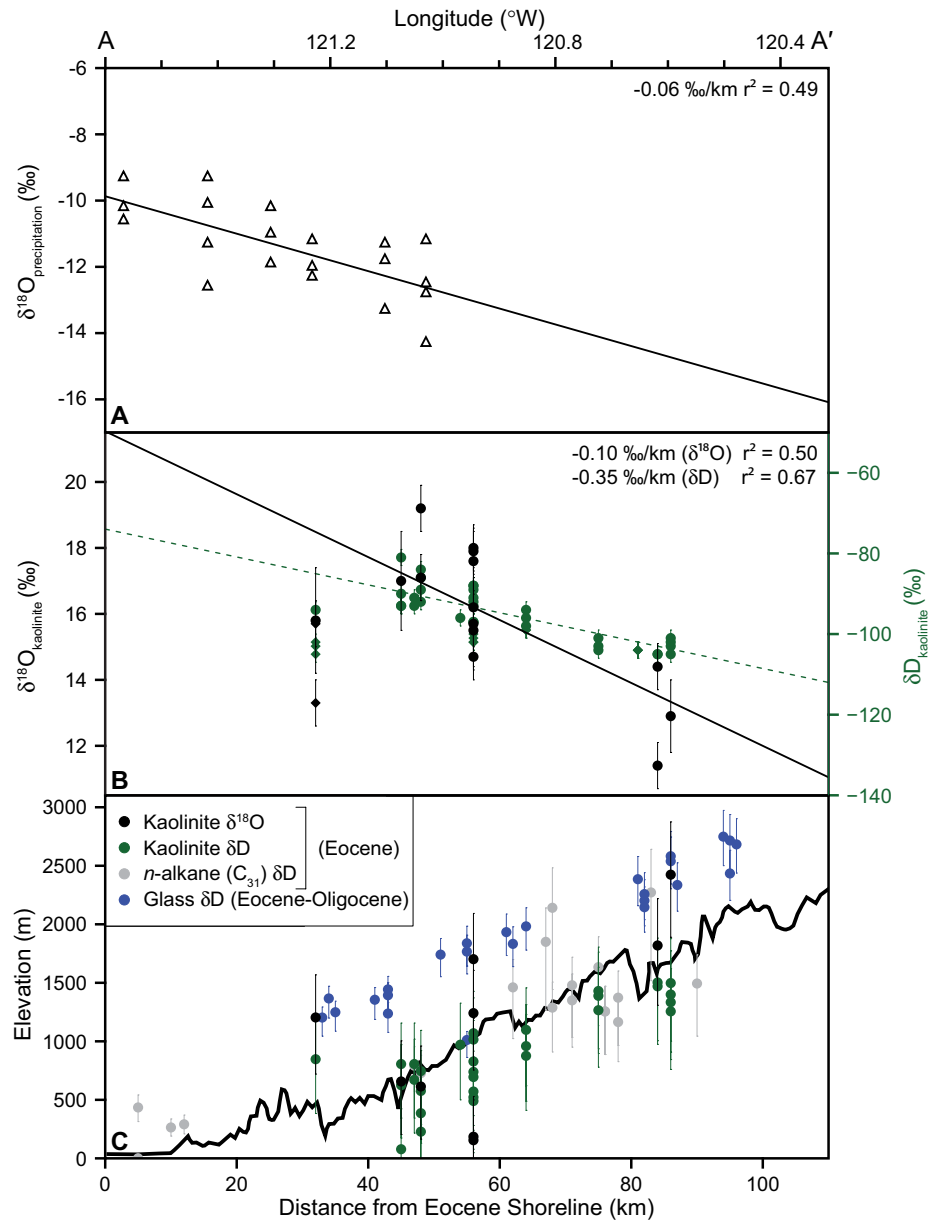 Longitude (°W)
A 121.2 120.8 120.4 A′
-6
-8
-10
-12
-14
-16
δ¹⁸Oprecipitation (‰)
-0.06 ‰/km r² = 0.49
A
20
18
16
14
12
δ¹⁸Okaolinite (‰)
-0.10 ‰/km (δ¹⁸O) r² = 0.50
-0.35 ‰/km (δD) r² = 0.67
−60
−80
−100
−120
−140
δDkaolinite (‰)
B
3000
2500
2000
1500
1000
500
0
Elevation (m)
Kaolinite δ¹⁸O
Kaolinite δD
(Eocene)
n-alkane (C₃₁) δD
Glass δD (Eocene-Oligocene)
C
0 20 40 60 80 100
Distance from Eocene Shoreline (km)